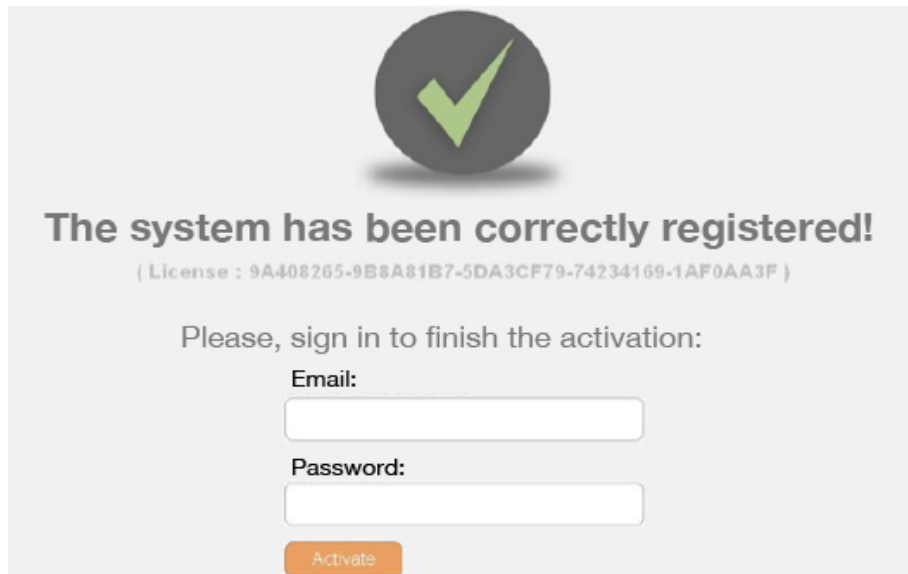 The system has been correctly registered!
( License : 9A408265-9B8A81B7-5DA3CF79-74234169-1AF0AA3F )
Please, sign in to finish the activation:
Email:
Password:
Activate